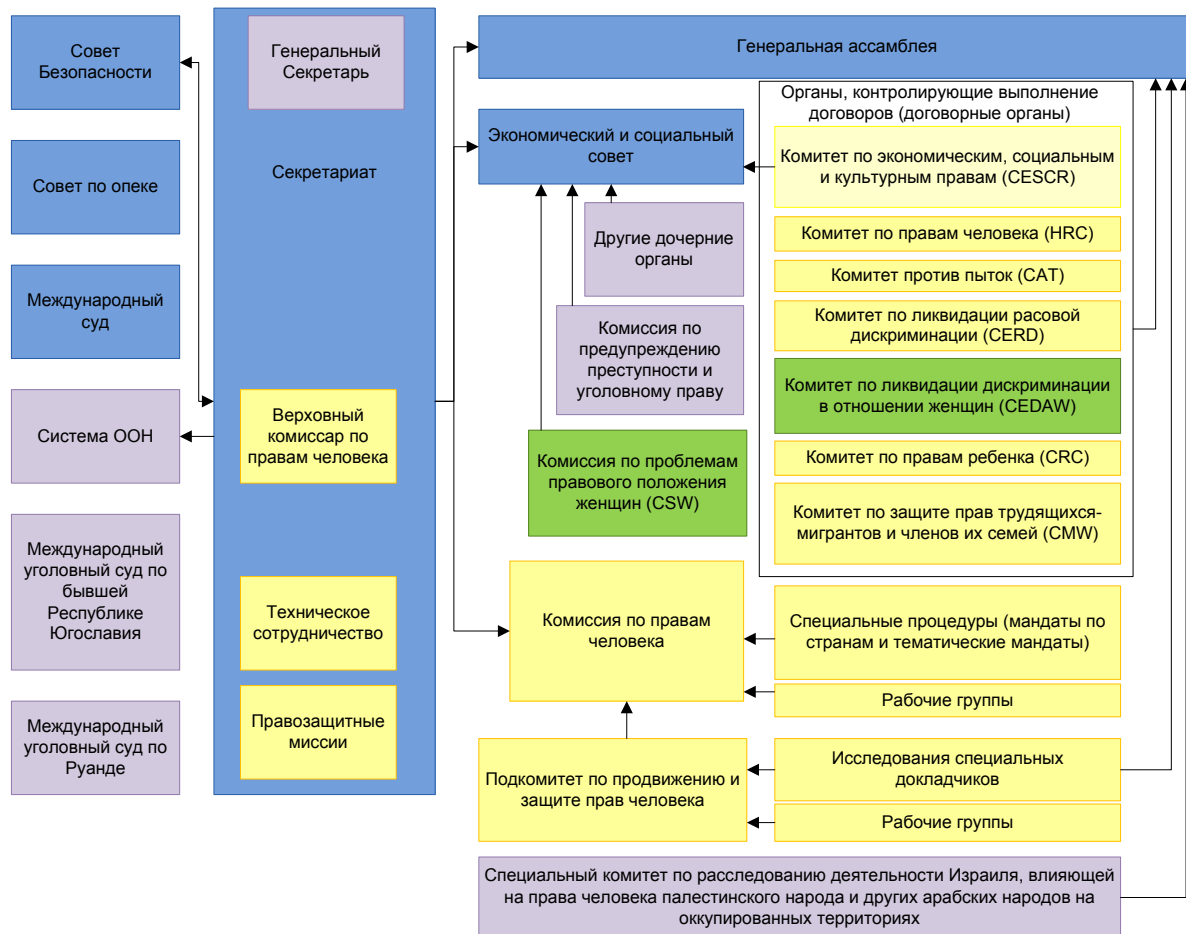 Совет
Безопасности
Совет по опеке
Международный
суд
Система ООН
Международный
уголовный суд по
бывшей
Республике
Югославия
Международный
уголовный суд по
Руанде
Генеральный
Секретарь
Секретариат
Верховный
комиссар по
правам человека
Техническое
сотрудничество
Правозащитные
миссии
Генеральная ассамблея
Экономический и социальный
совет
Другие дочерние
органы
Комиссия по
предупреждению
преступности и
уголовному праву
Комиссия по проблемам
правового положения
женщин (CSW)
Органы, контролирующие выполнение
договоров (договорные органы)
Комитет по экономическим, социальным
и культурным правам (CESCR)
Комитет по правам человека (HRC)
Комитет против пыток (CAT)
Комитет по ликвидации расовой
дискриминации (CERD)
Комитет по ликвидации дискриминации
в отношении женщин (CEDAW)
Комитет по правам ребенка (CRC)
Комитет по защите прав трудящихся-
мигрантов и членов их семей (CMW)
Комиссия по правам
человека
Специальные процедуры (мандаты по
странам и тематические мандаты)
Рабочие группы
Подкомитет по продвижению и
защите прав человека
Исследования специальных
докладчиков
Рабочие группы
Специальный комитет по расследованию деятельности Израиля, влияющей
на права человека палестинского народа и других арабских народов на
оккупированных территориях